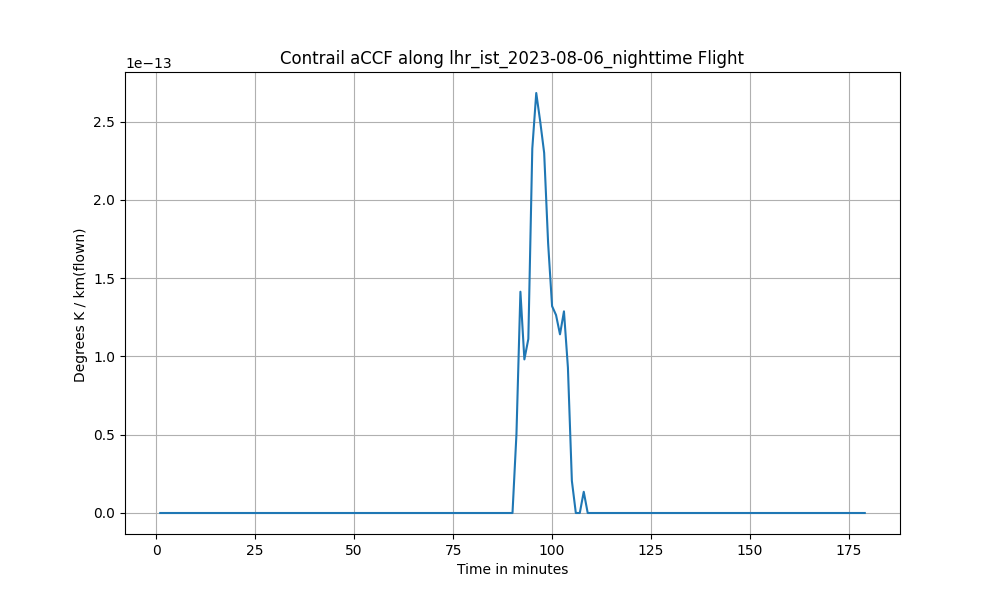 Contrail aCCF along lhr_ist_2023-08-06_nighttime Flight
1e−13
2.5
2.0
1.5
1.0
0.5
0.0
Degrees K / km(flown)
0 25 50 75 100 125 150 175
Time in minutes